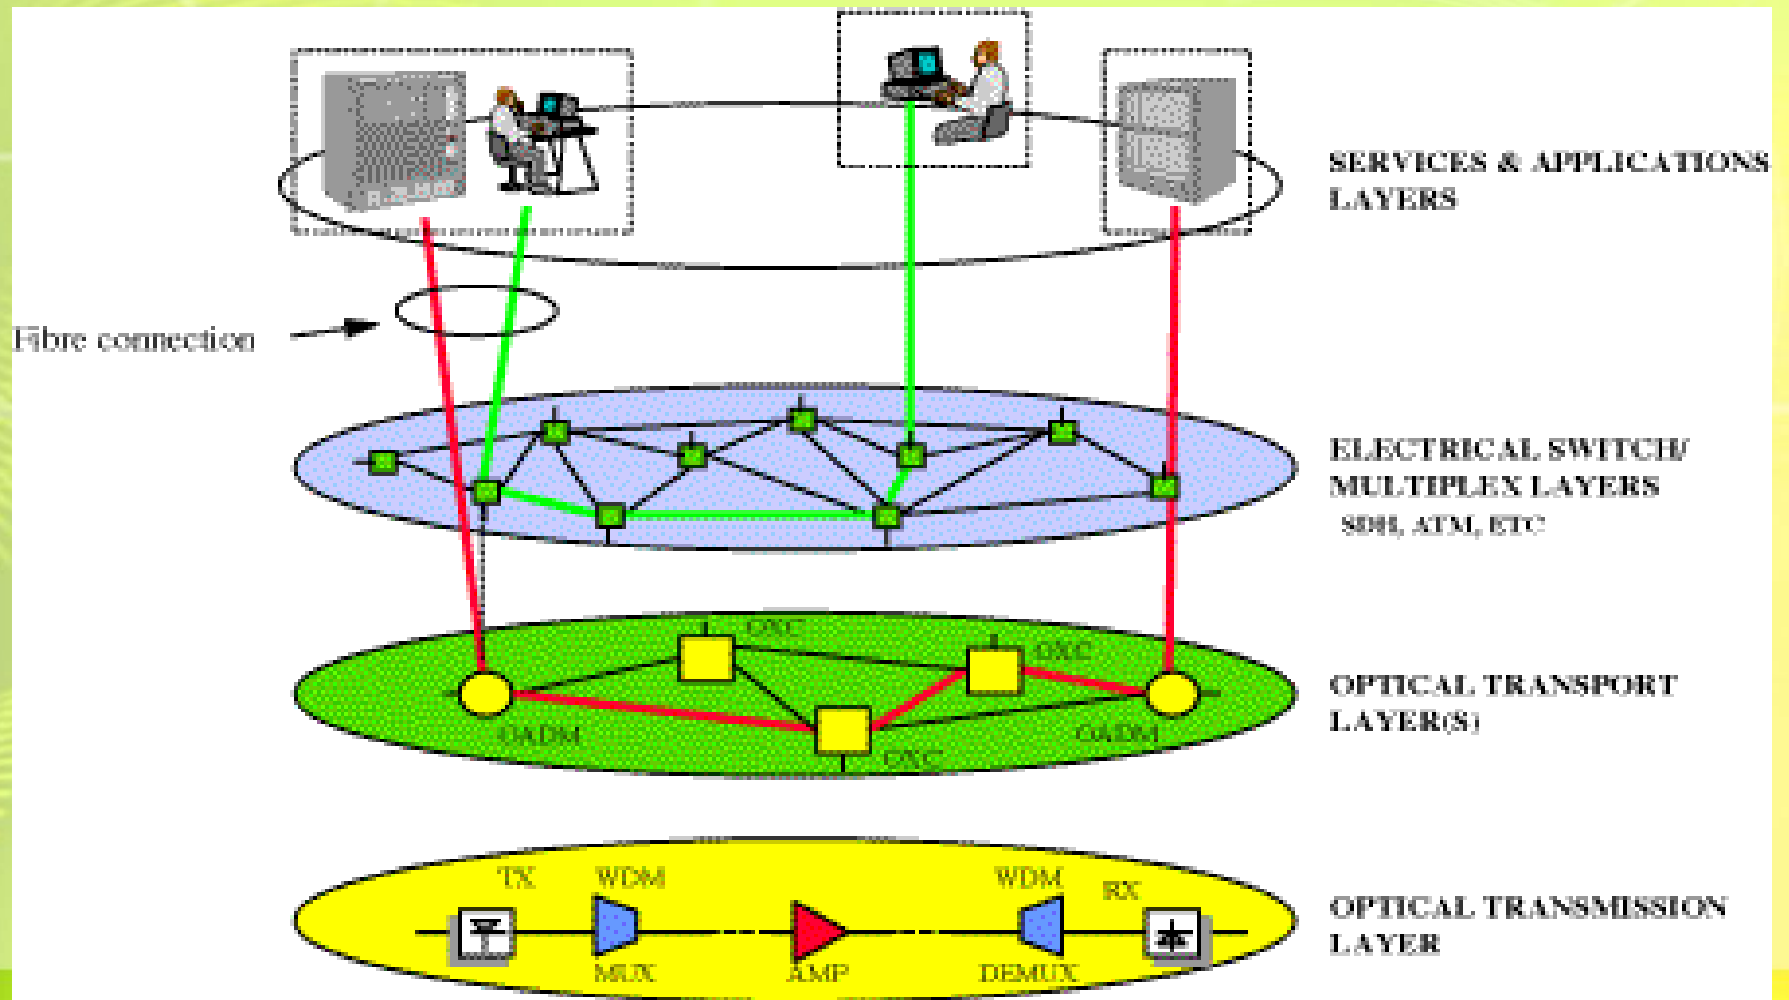 SERVICES & APPLICATIONS
LAYERS
Fibre connection
ELECTRICAL SWITCH/
MULTIPLEX LAYERS
SDH, ATM, ETC
OXC
OXC
OPTICAL TRANSPORT
LAYER(S)
OADM
OADM
OXC
TX
WDM
WDM
RX
OPTICAL TRANSMISSION
LAYER
MUX
AMP
DEMUX